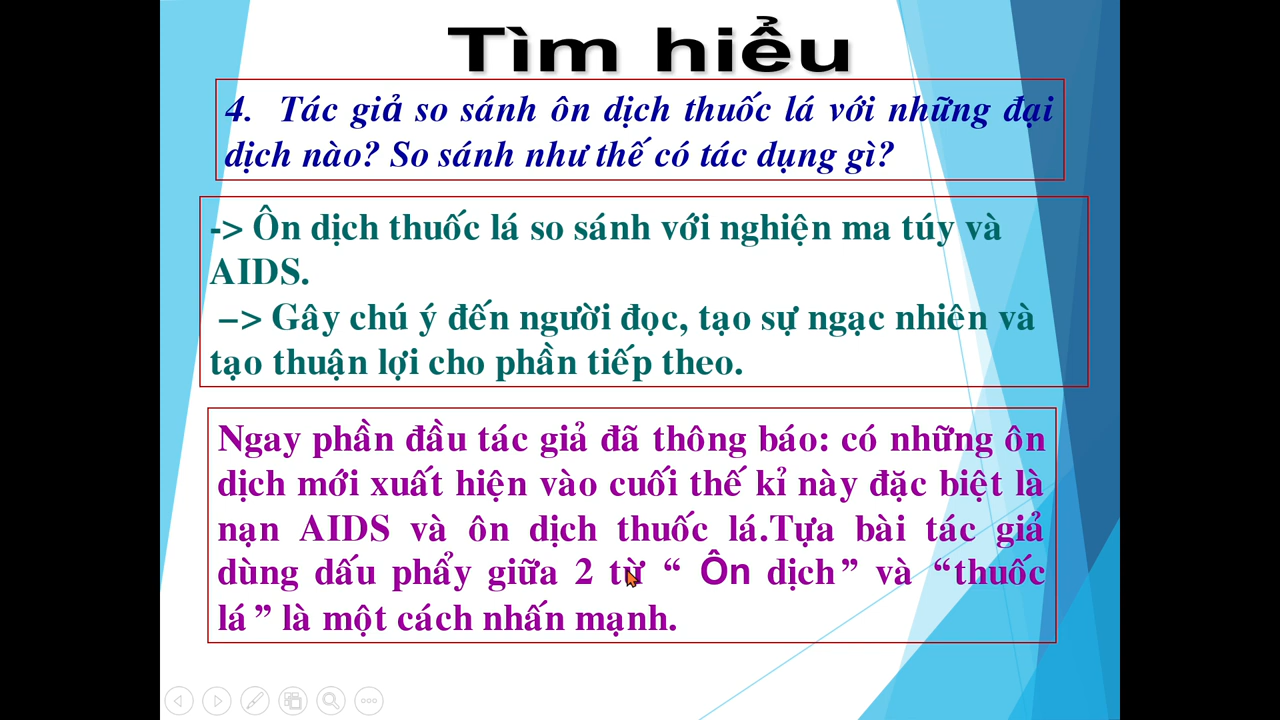 Tìm hiểu
4. Tác giả so sánh ôn dịch thuốc lá với những đại
dịch nào? So sánh như thế có tác dụng gì?
-> Ôn dịch thuốc lá so sánh với nghiện ma túy và
AIDS.
–> Gây chú ý đến người đọc, tạo sự ngạc nhiên và
tạo thuận lợi cho phần tiếp theo.
Ngay phần đầu tác giả đã thông báo: có những ôn
dịch mới xuất hiện vào cuối thế kỉ này đặc biệt là
nạn AIDS và ôn dịch thuốc lá.Tựa bài tác giả
dùng dấu phẩy giữa 2 từ “ Ôn dịch” và “thuốc
lá” là một cách nhấn mạnh.